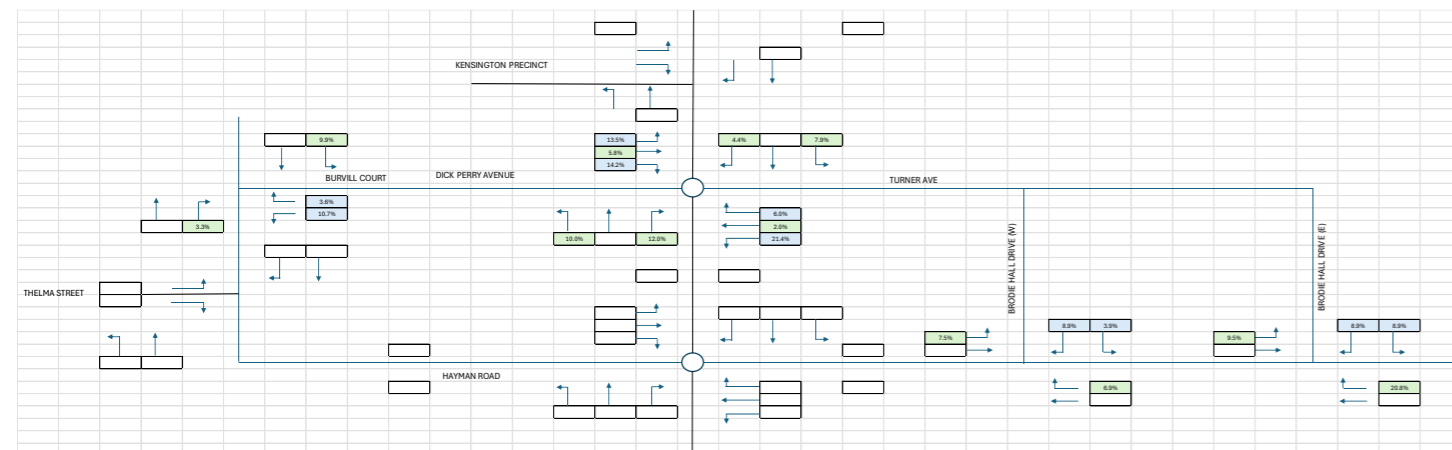 KENSINGTON PRECINCT
9.9%
13.5%
4.4% 7.9%
5.8%
14.2%
BURVILL COURT
DICK PERRY AVENUE
TURNER AVE
3.6%
10.7%
6.0%
2.0%
21.4%
3.3%
10.0% 12.0%
BRODIE HALL DRIVE (W)
BRODIE HALL DRIVE (E)
THELMA STREET
8.9% 3.9%
8.9% 8.9%
7.5%
9.5%
HAYMAN ROAD
6.9%
20.8%